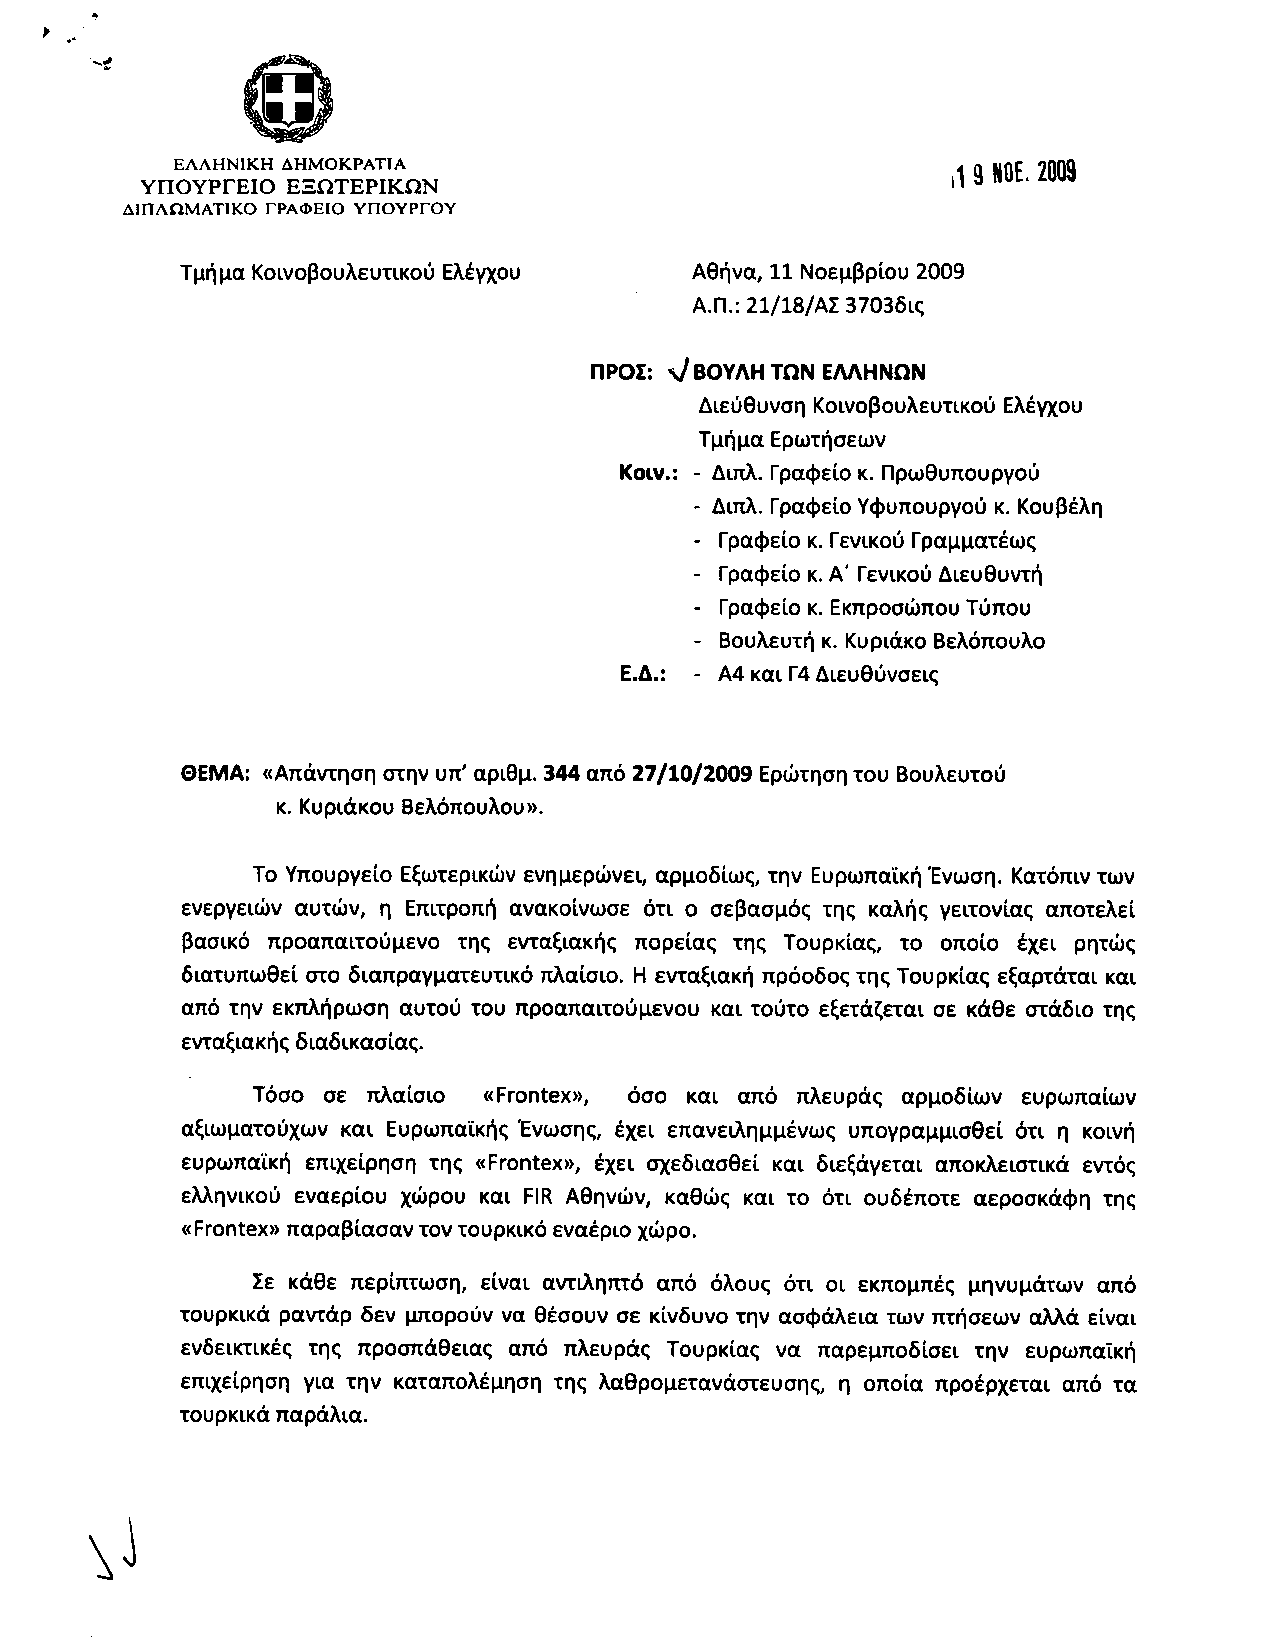 ΕΛΛΗΝΙΚΗ ΔΗΜΟΚΡΑΤΙΑ
ΥΠΟΥΡΓΕΙΟ ΕΞΩΤΕΡΙΚΩΝ
ΔΙΠΛΩΜΑΤΙΚΟ ΓΡΑΦΕΙΟ ΥΠΟΥΡΓΟΥ
19 ΝΟΕ. 2009
Τμήμα Κοινοβουλευτικού Ελέγχου
Αθήνα, 11 Νοεμβρίου 2009
Α.Π.: 21/18/ΑΣ 3703δις
ΠΡΟΣ: √ ΒΟΥΛΗ ΤΩΝ ΕΛΛΗΝΩΝ
Διεύθυνση Κοινοβουλευτικού Ελέγχου
Τμήμα Ερωτήσεων
Κοιν.: - Διπλ. Γραφείο κ. Πρωθυπουργού
- Διπλ. Γραφείο Υφυπουργού κ. Κουβέλη
- Γραφείο κ. Γενικού Γραμματέως
- Γραφείο κ. Α΄ Γενικού Διευθυντή
- Γραφείο κ. Εκπροσώπου Τύπου
- Βουλευτή κ. Κυριάκο Βελόπουλο
Ε.Δ.: - Α4 και Γ4 Διευθύνσεις
ΘΕΜΑ: «Απάντηση στην υπ’ αριθμ. 344 από 27/10/2009 Ερώτηση του Βουλευτού
κ. Κυριάκου Βελόπουλου».
Το Υπουργείο Εξωτερικών ενημερώνει, αρμοδίως, την Ευρωπαϊκή Ένωση. Κατόπιν των
ενεργειών αυτών, η Επιτροπή ανακοίνωσε ότι ο σεβασμός της καλής γειτονίας αποτελεί
βασικό προαπαιτούμενο της ενταξιακής πορείας της Τουρκίας, το οποίο έχει ρητώς
διατυπωθεί στο διαπραγματευτικό πλαίσιο. Η ενταξιακή πρόοδος της Τουρκίας εξαρτάται και
από την εκπλήρωση αυτού του προαπαιτούμενου και τούτο εξετάζεται σε κάθε στάδιο της
ενταξιακής διαδικασίας.
Τόσο σε πλαίσιο «Frontex», όσο και από πλευράς αρμοδίων ευρωπαίων
αξιωματούχων και Ευρωπαϊκής Ένωσης, έχει επανειλημμένως υπογραμμισθεί ότι η κοινή
ευρωπαϊκή επιχείρηση της «Frontex», έχει σχεδιασθεί και διεξάγεται αποκλειστικά εντός
ελληνικού εναερίου χώρου και FIR Αθηνών, καθώς και το ότι ουδέποτε αεροσκάφη της
«Frontex» παραβίασαν τον τουρκικό εναέριο χώρο.
Σε κάθε περίπτωση, είναι αντιληπτό από όλους ότι οι εκπομπές μηνυμάτων από
τουρκικά ραντάρ δεν μπορούν να θέσουν σε κίνδυνο την ασφάλεια των πτήσεων αλλά είναι
ενδεικτικές της προσπάθειας από πλευράς Τουρκίας να παρεμποδίσει την ευρωπαϊκή
επιχείρηση για την καταπολέμηση της λαθρομετανάστευσης, η οποία προέρχεται από τα
τουρκικά παράλια.